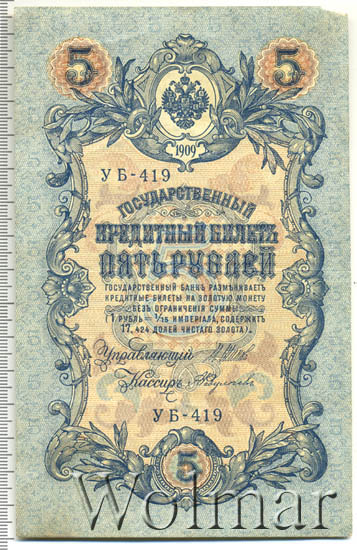 5 5
1909
УБ-419
ГОСУДАРСТВЕННЫЙ
КРЕДИТНЫЙ БИЛЕТЪ
ПЯТЬ РУБЛЕЙ
ГОСУДАРСТВЕННЫЙ БАНКЪ РАЗМѢНИВАЕТЪ
КРЕДИТНЫЕ БИЛЕТЫ НА ЗОЛОТУЮ МОНЕТУ
БЕЗЪ ОГРАНИЧЕНІЯ СУММЫ
(1 РУБЛЬ = 1/15 ИМПЕРІАЛА, СОДЕРЖИТЪ
17,424 ДОЛЕЙ ЧИСТАГО ЗОЛОТА).
Управляющій
Кассиръ
УБ-419
5
Wolmar